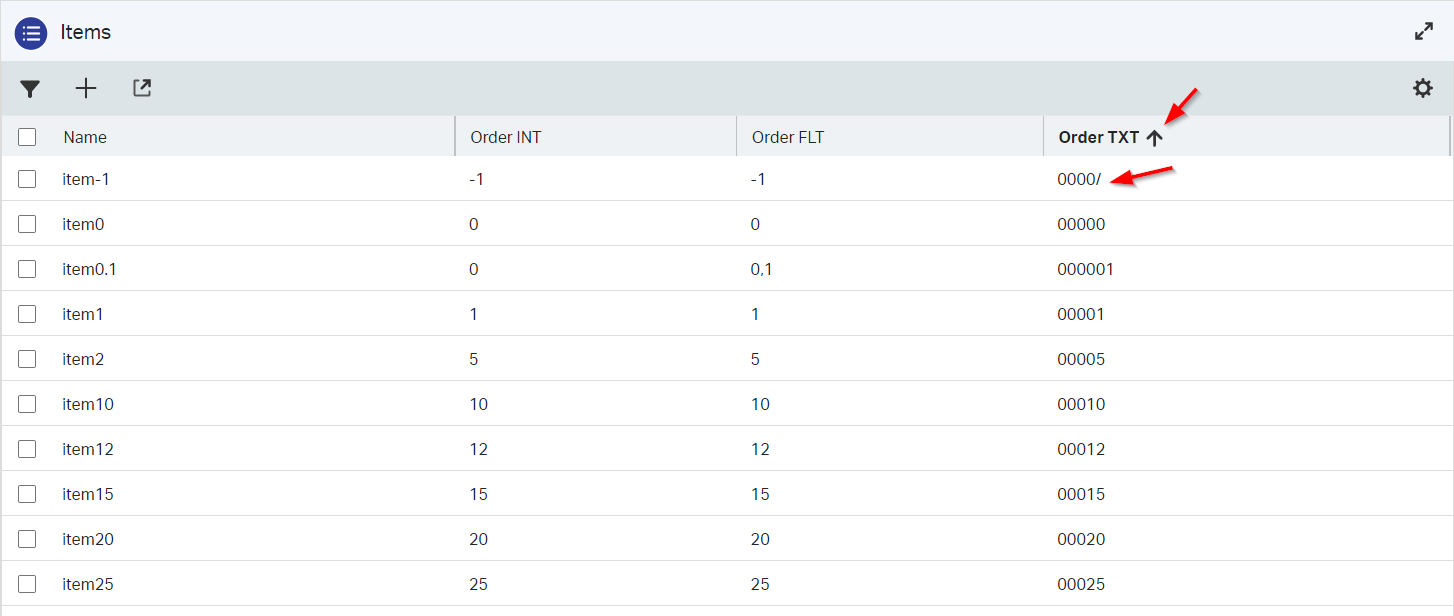 Items
Name Order INT Order FLT Order TXT
item-1 -1 -1 0000/
item0 0 0 00000
item0.1 0 0,1 000001
item1 1 1 00001
item2 5 5 00005
item10 10 10 00010
item12 12 12 00012
item15 15 15 00015
item20 20 20 00020
item25 25 25 00025